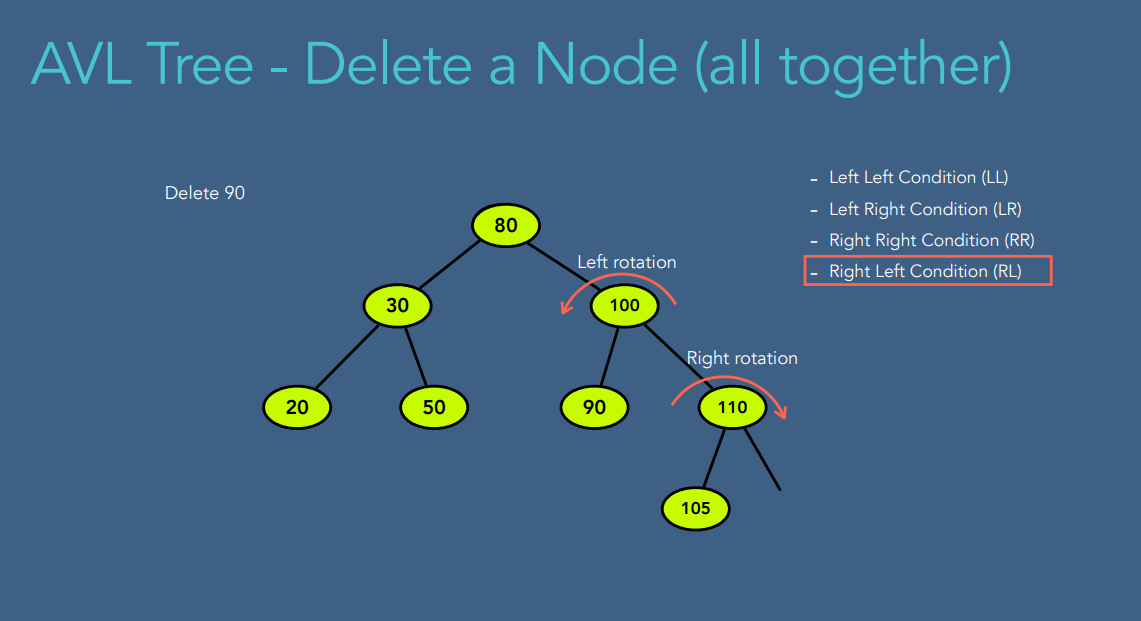 AVL Tree - Delete a Node (all together)
Delete 90
- Left Left Condition (LL)
- Left Right Condition (LR)
- Right Right Condition (RR)
- Right Left Condition (RL)
80
Left rotation
30
100
Right rotation
20
50
90
110
105